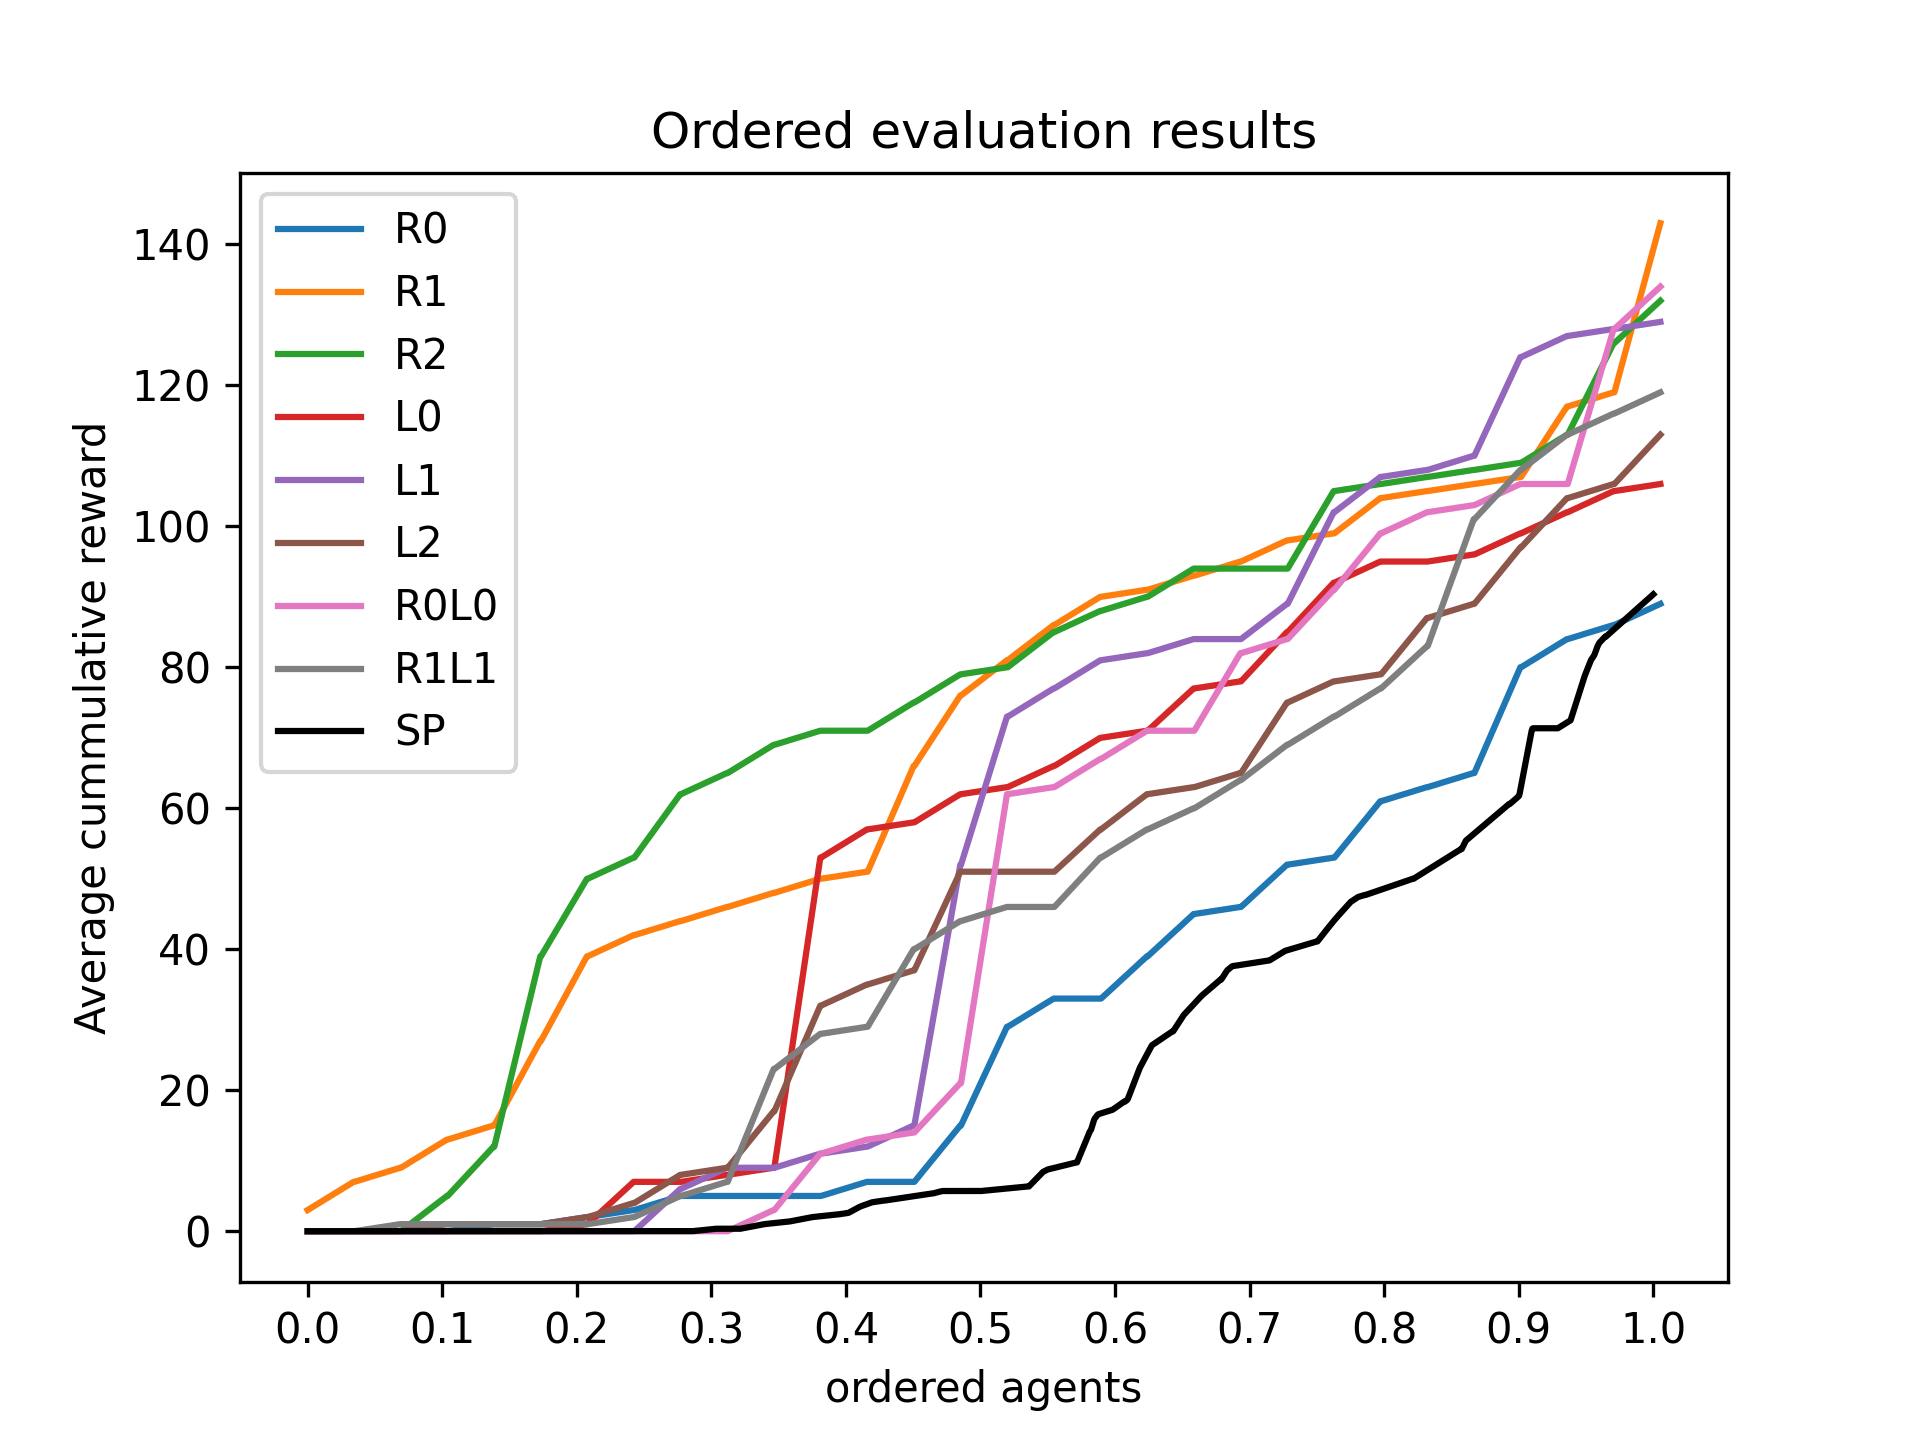 Ordered evaluation results
R0
R1
R2
L0
L1
L2
R0L0
R1L1
SP
140
120
100
80
60
40
20
0
Average cummulative reward
0.0 0.1 0.2 0.3 0.4 0.5 0.6 0.7 0.8 0.9 1.0
ordered agents